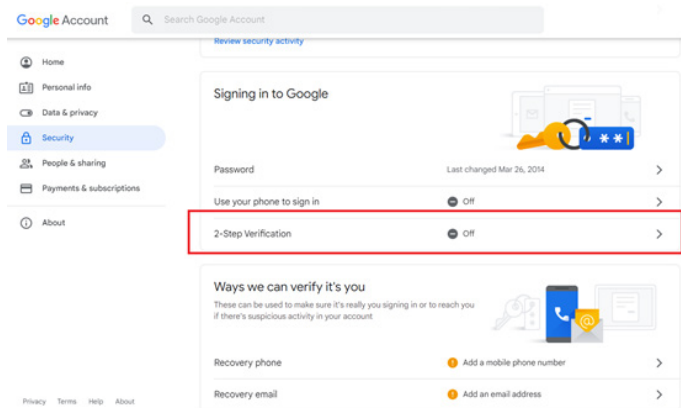 Google Account
Search Google Account
Home
Personal info
Data & privacy
Security
People & sharing
Payments & subscriptions
About
Privacy Terms Help About
Review security activity
Signing in to Google
**
Password Last changed Mar 26, 2014
Use your phone to sign in Off
2-Step Verification Off
Ways we can verify it's you
These can be used to make sure it's really you signing in or to reach you
if there's suspicious activity in your account
@
Recovery phone ! Add a mobile phone number
Recovery email ! Add an email address